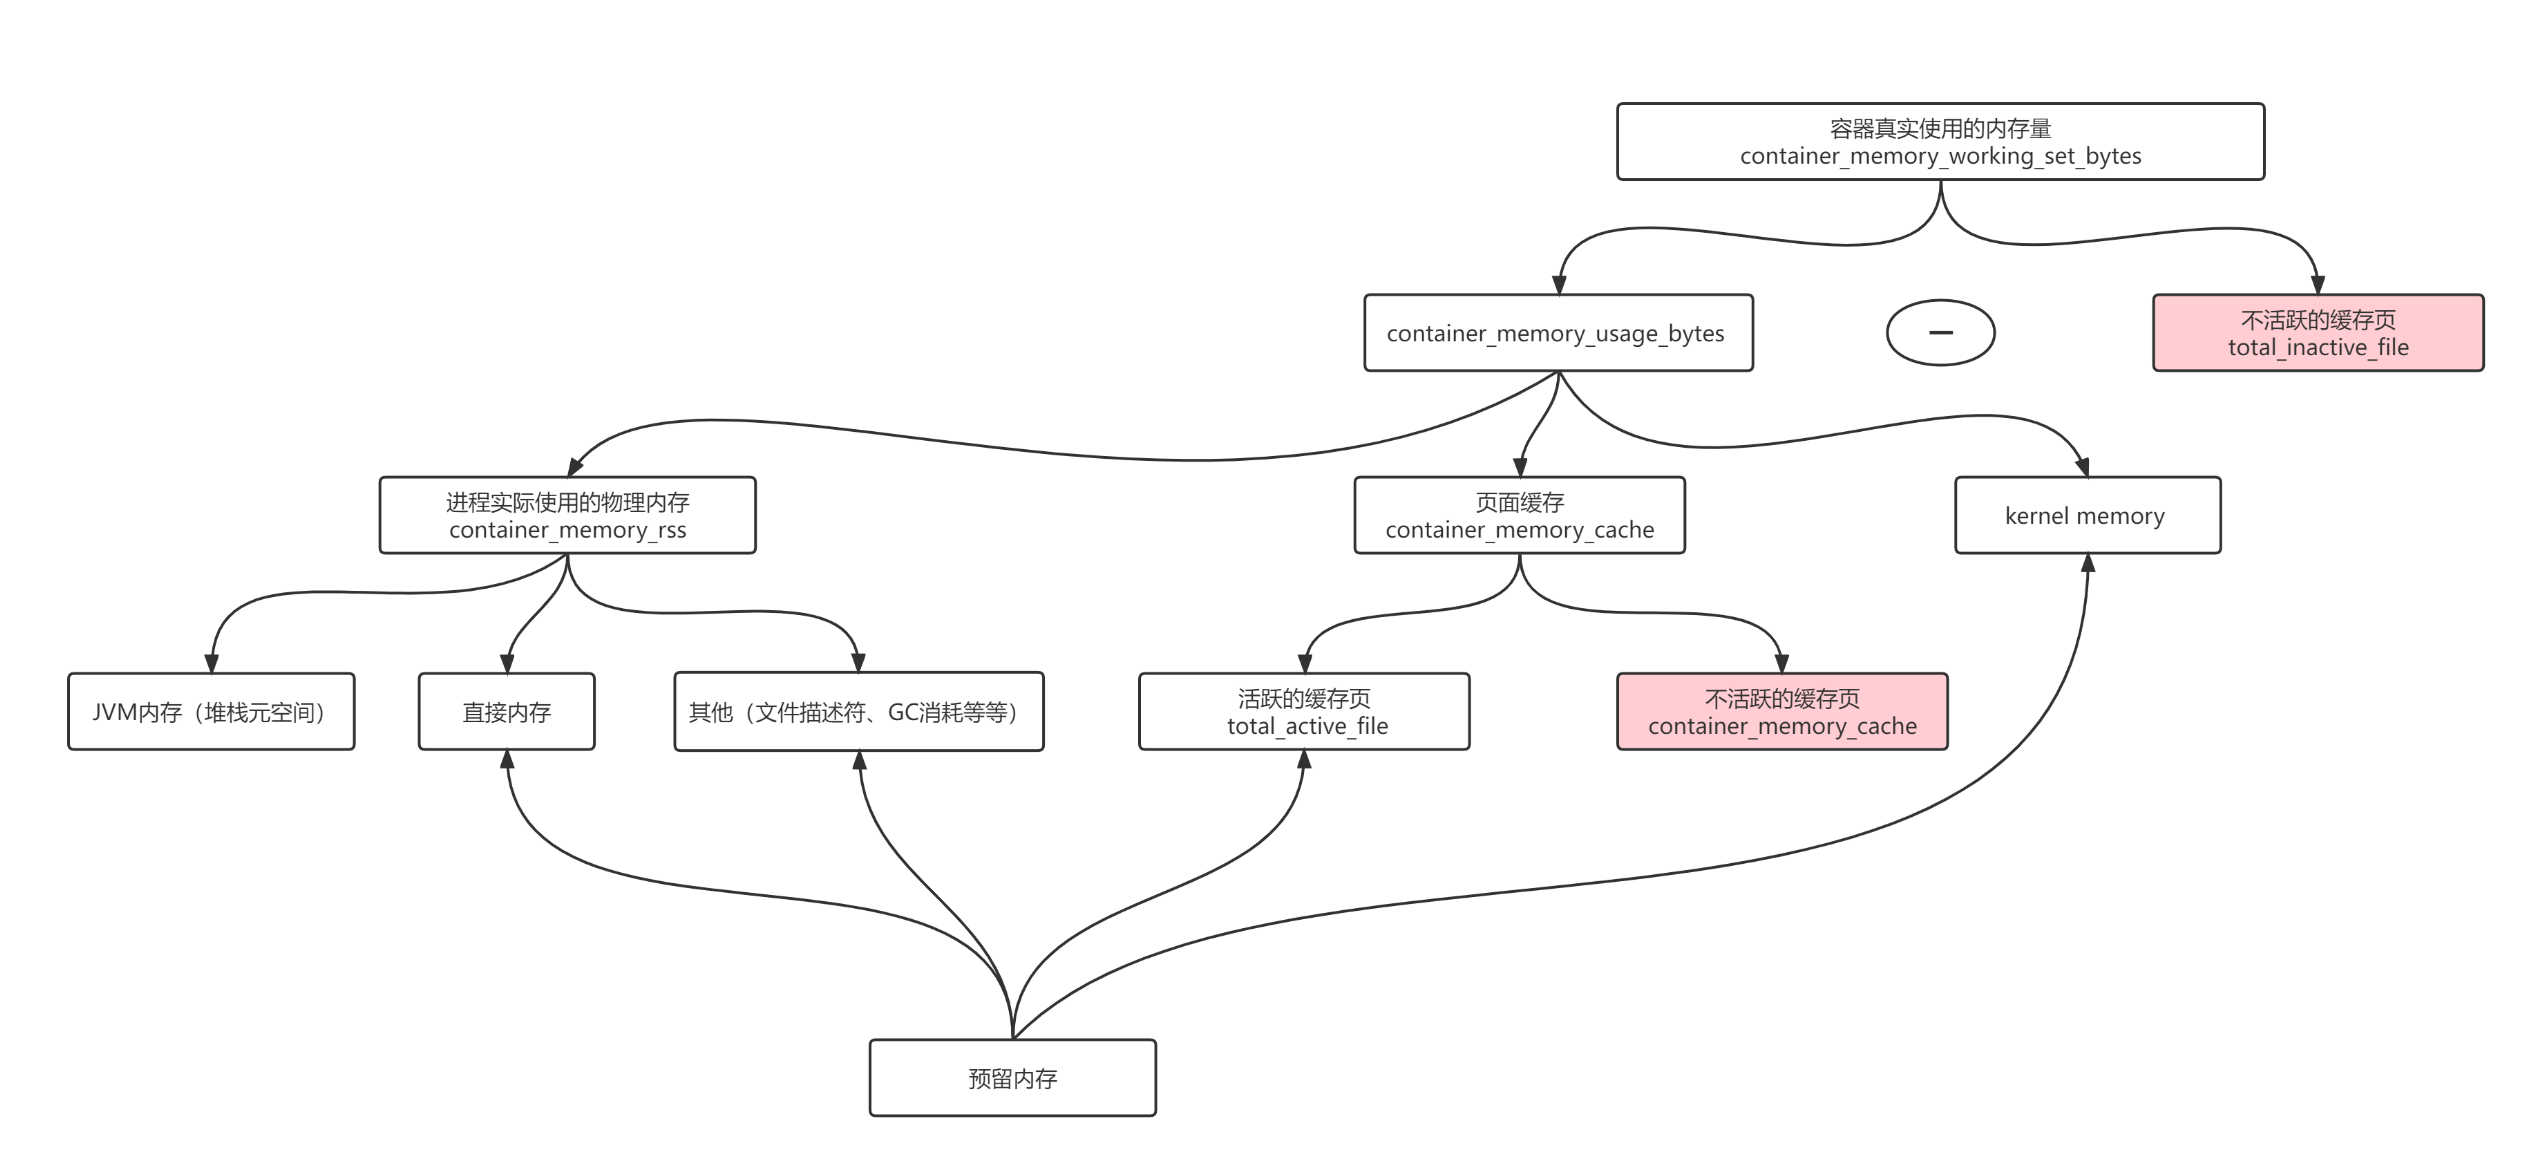 容器真实使用的内存量
container_memory_working_set_bytes
container_memory_usage_bytes
—
不活跃的缓存页
total_inactive_file
进程实际使用的物理内存
container_memory_rss
页面缓存
container_memory_cache
kernel memory
JVM内存（堆栈元空间）
直接内存
其他（文件描述符、GC消耗等等）
活跃的缓存页
total_active_file
不活跃的缓存页
container_memory_cache
预留内存